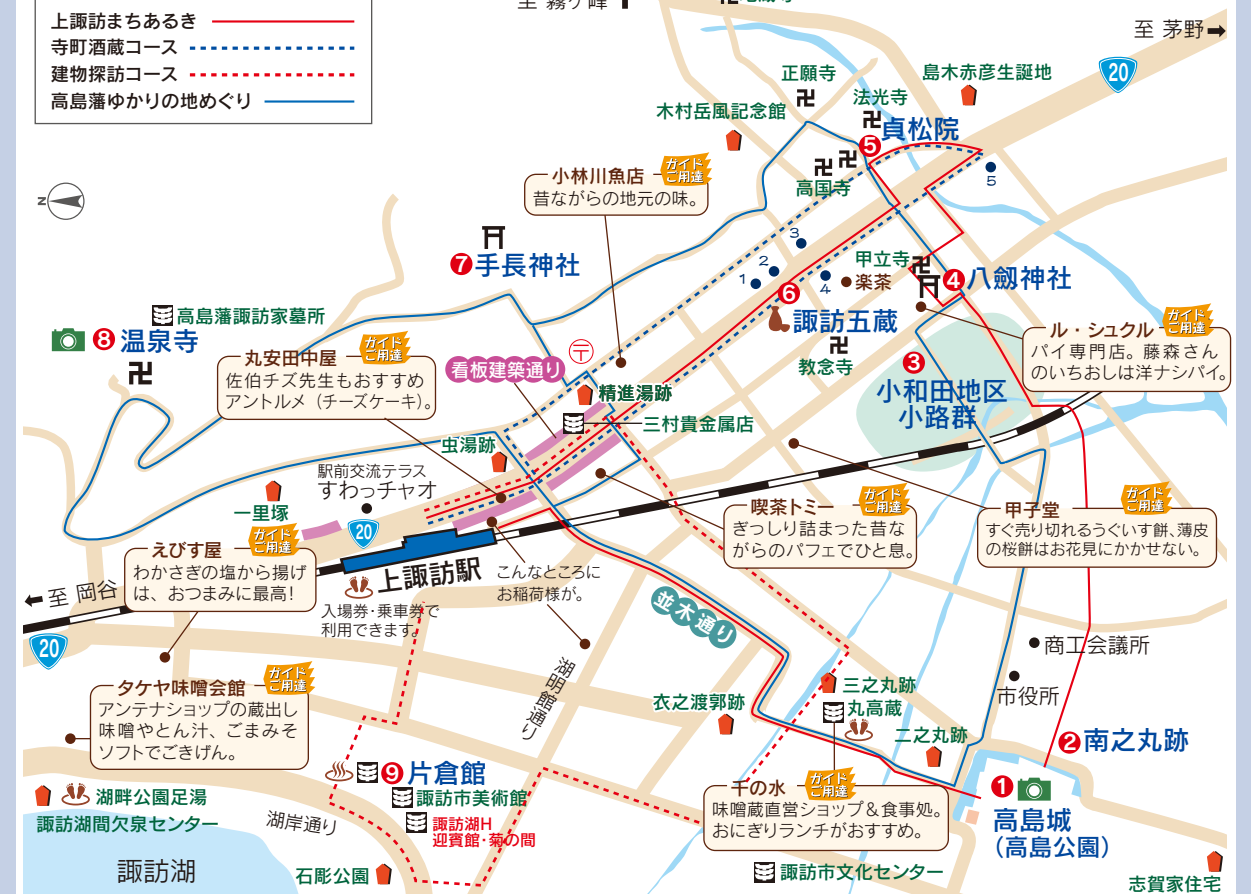 至 霧ヶ峰
上諏訪まちあるき
寺町酒蔵コース
建物探訪コース
高島藩ゆかりの地めぐり
至 茅野
20
正願寺
法光寺
島木赤彦生誕地
木村岳風記念館
5 貞松院
高国寺
5
小林川魚店
ガイドご用達
昔ながらの地元の味。
N
7 手長神社
3
2
1
4
甲立寺
楽茶
4 八劔神社
6
諏訪五蔵
教念寺
ル・シュクル
ガイドご用達
パイ専門店。藤森さん
のいちおしは洋ナシパイ。
3
小和田地区
小路群
高島藩諏訪家墓所
8 温泉寺
丸安田中屋
ガイドご用達
佐伯チズ先生もおすすめ
アントルメ（チーズケーキ）。
看板建築通り
〒
精進湯跡
三村貴金属店
虫湯跡
駅前交流テラス
すわっチャオ
一里塚
20
えびす屋
ガイドご用達
わかさぎの塩から揚げ
は、おつまみに最高！
上諏訪駅
入場券・乗車券で
利用できます。
こんなところに
お稲荷様が。
喫茶トミー
ガイドご用達
ぎっしり詰まった昔な
がらのパフェでひと息。
甲子堂
ガイドご用達
すぐ売り切れるうぐいす餅、薄皮
の桜餅はお花見にかかせない。
至 岡谷
20
並木通り
湖明館通り
商工会議所
市役所
タケヤ味噌会館
ガイドご用達
アンテナショップの蔵出し
味噌やとん汁、ごまみそ
ソフトでごきげん。
衣之渡郭跡
三之丸跡
丸高蔵
二之丸跡
2 南之丸跡
1
高島城
（高島公園）
千の水
ガイドご用達
味噌蔵直営ショップ＆食事処。
おにぎりランチがおすすめ。
9 片倉館
諏訪市美術館
諏訪湖H
迎賓館・菊の間
湖畔公園足湯
諏訪湖間欠泉センター
湖岸通り
諏訪湖
石彫公園
諏訪市文化センター
志賀家住宅